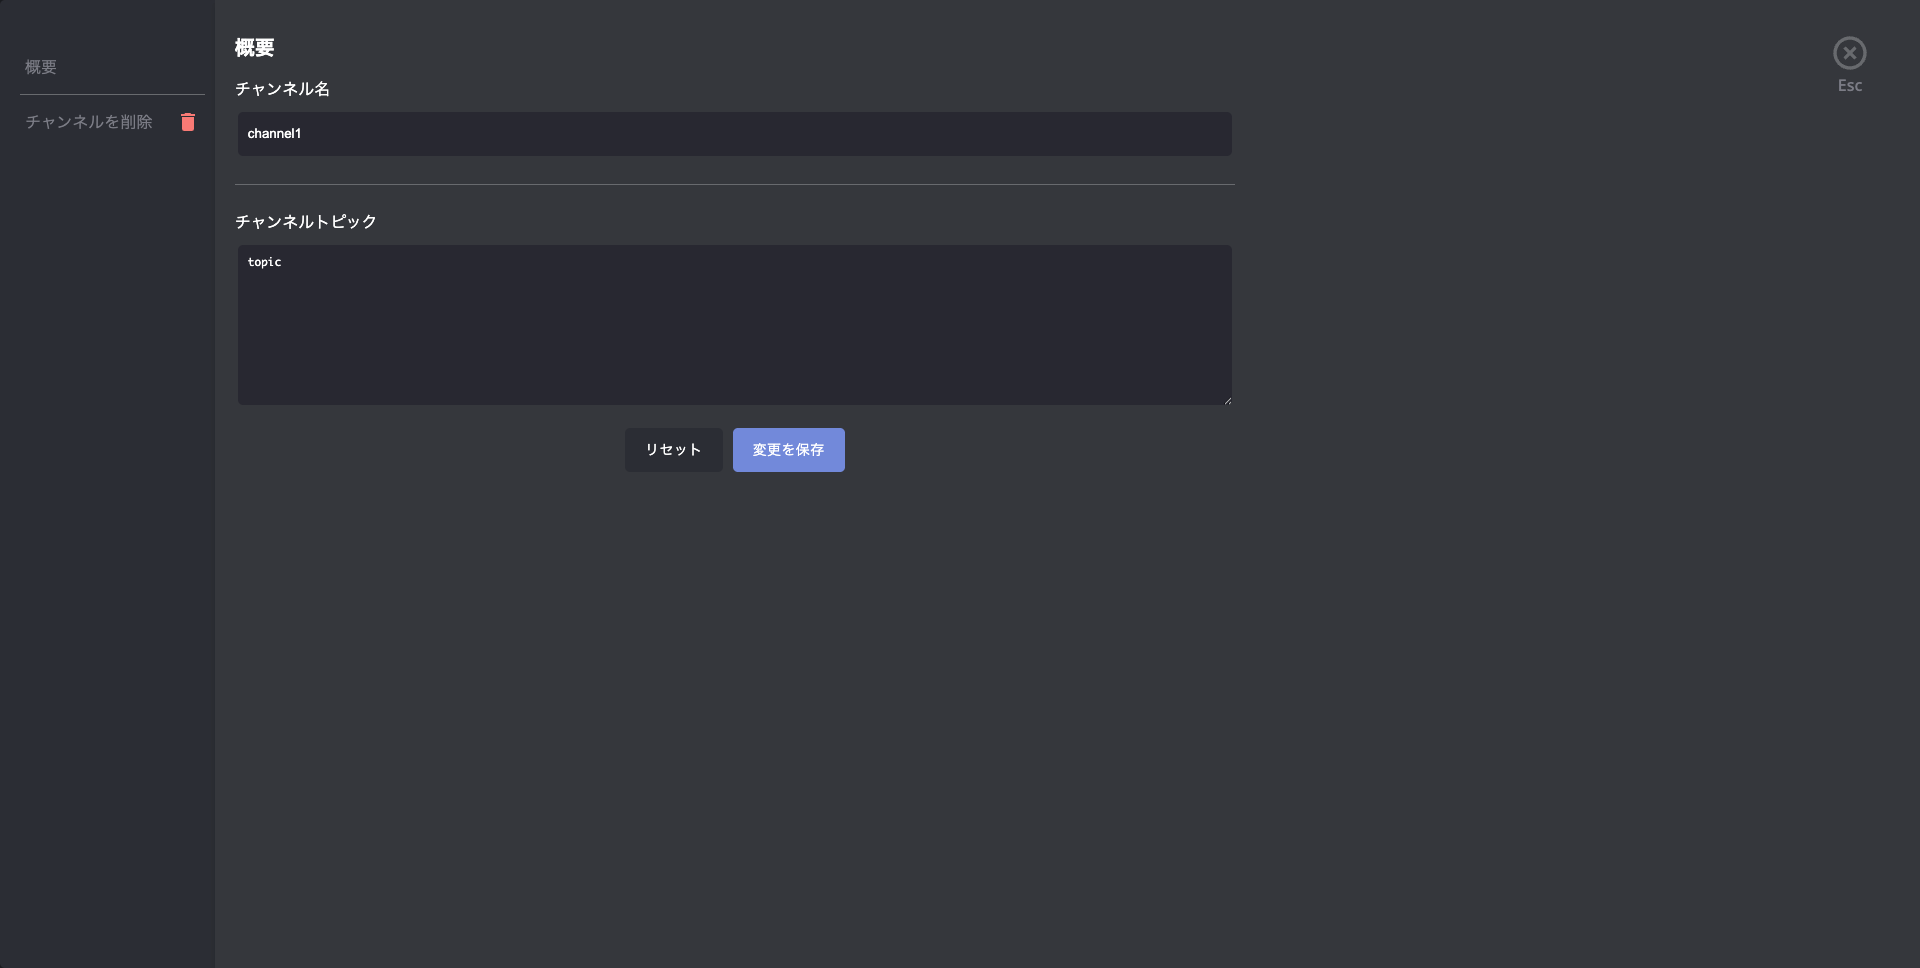 概要
チャンネルを削除
概要
チャンネル名
channel1
チャンネルトピック
topic
リセット
変更を保存
Esc